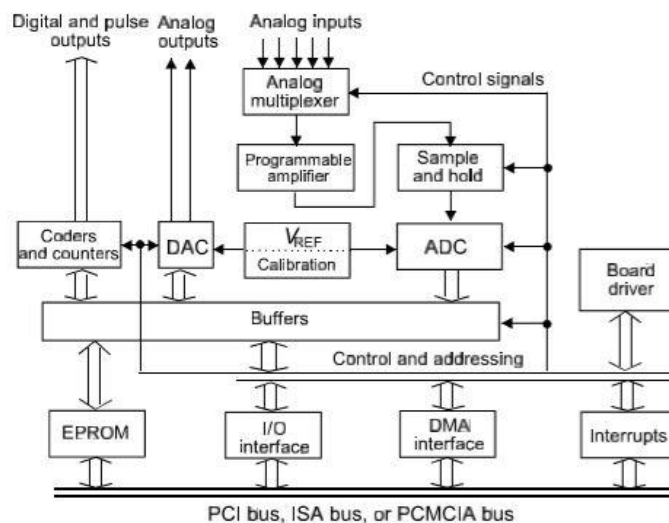 Digital and pulse
outputs
Analog
outputs
Analog inputs
Analog
multiplexer
Control signals
Programmable
amplifier
Sample
and hold
Coders
and counters
DAC
VREF
Calibration
ADC
Board
driver
Buffers
Control and addressing
EPROM
I/O
interface
DMA
interface
Interrupts
PCI bus, ISA bus, or PCMCIA bus